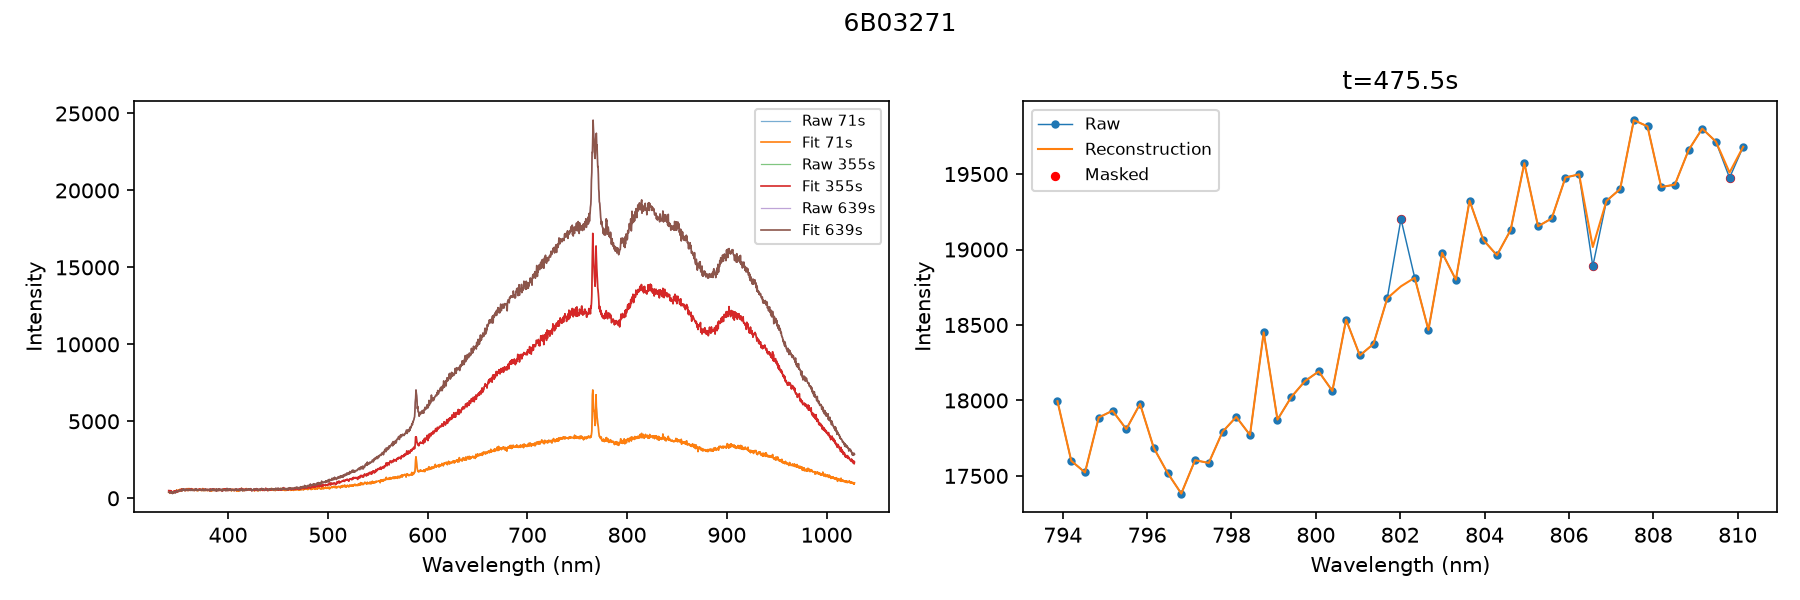 6B03271
t=475.5s
25000
20000
15000
10000
5000
0
Intensity
400 500 600 700 800 900 1000
Wavelength (nm)
Raw 71s
Fit 71s
Raw 355s
Fit 355s
Raw 639s
Fit 639s
Raw
Reconstruction
Masked
19500
19000
18500
18000
17500
Intensity
794 796 798 800 802 804 806 808 810
Wavelength (nm)